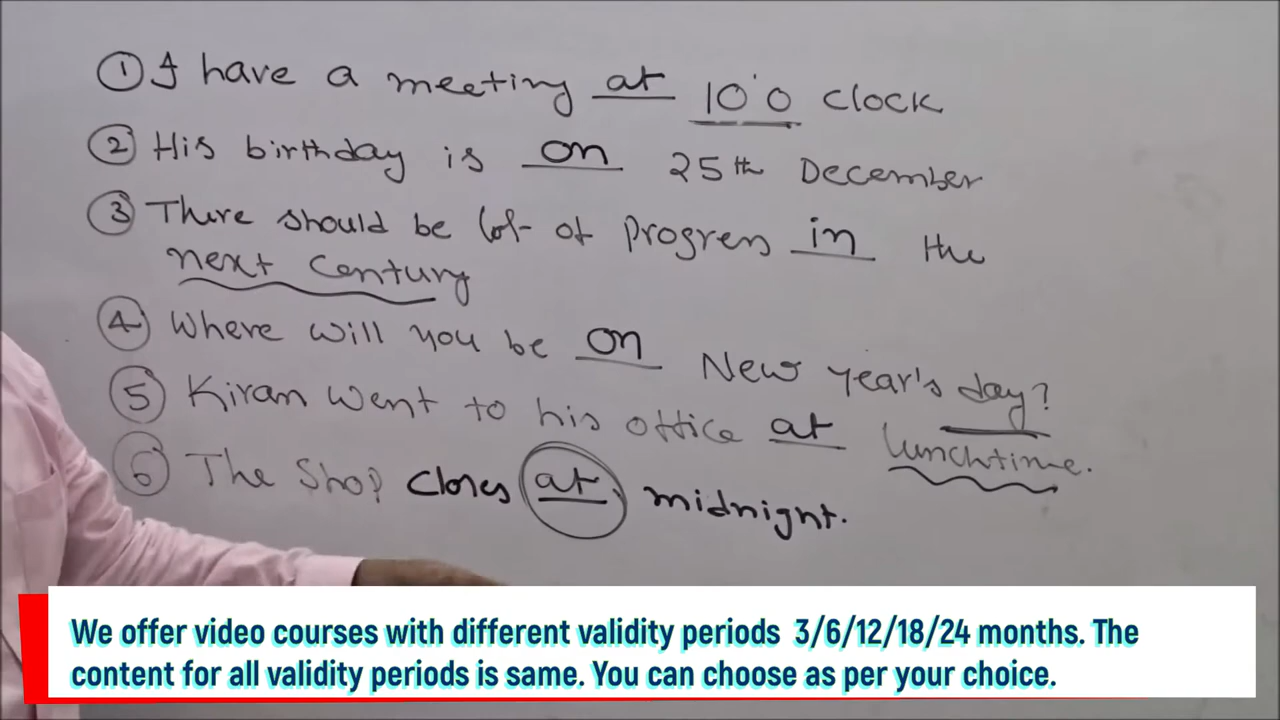 ① I have a meeting at 10'o clock
② His birthday is on 25th December
③ There should be lot of Progress in the
next Century
④ Where will you be on New year's day?
⑤ Kiran Went to his office at lunchtime.
⑥ The Shop Closes at midnight.
We offer video courses with different validity periods 3/6/12/18/24 months. The
content for all validity periods is same. You can choose as per your choice.